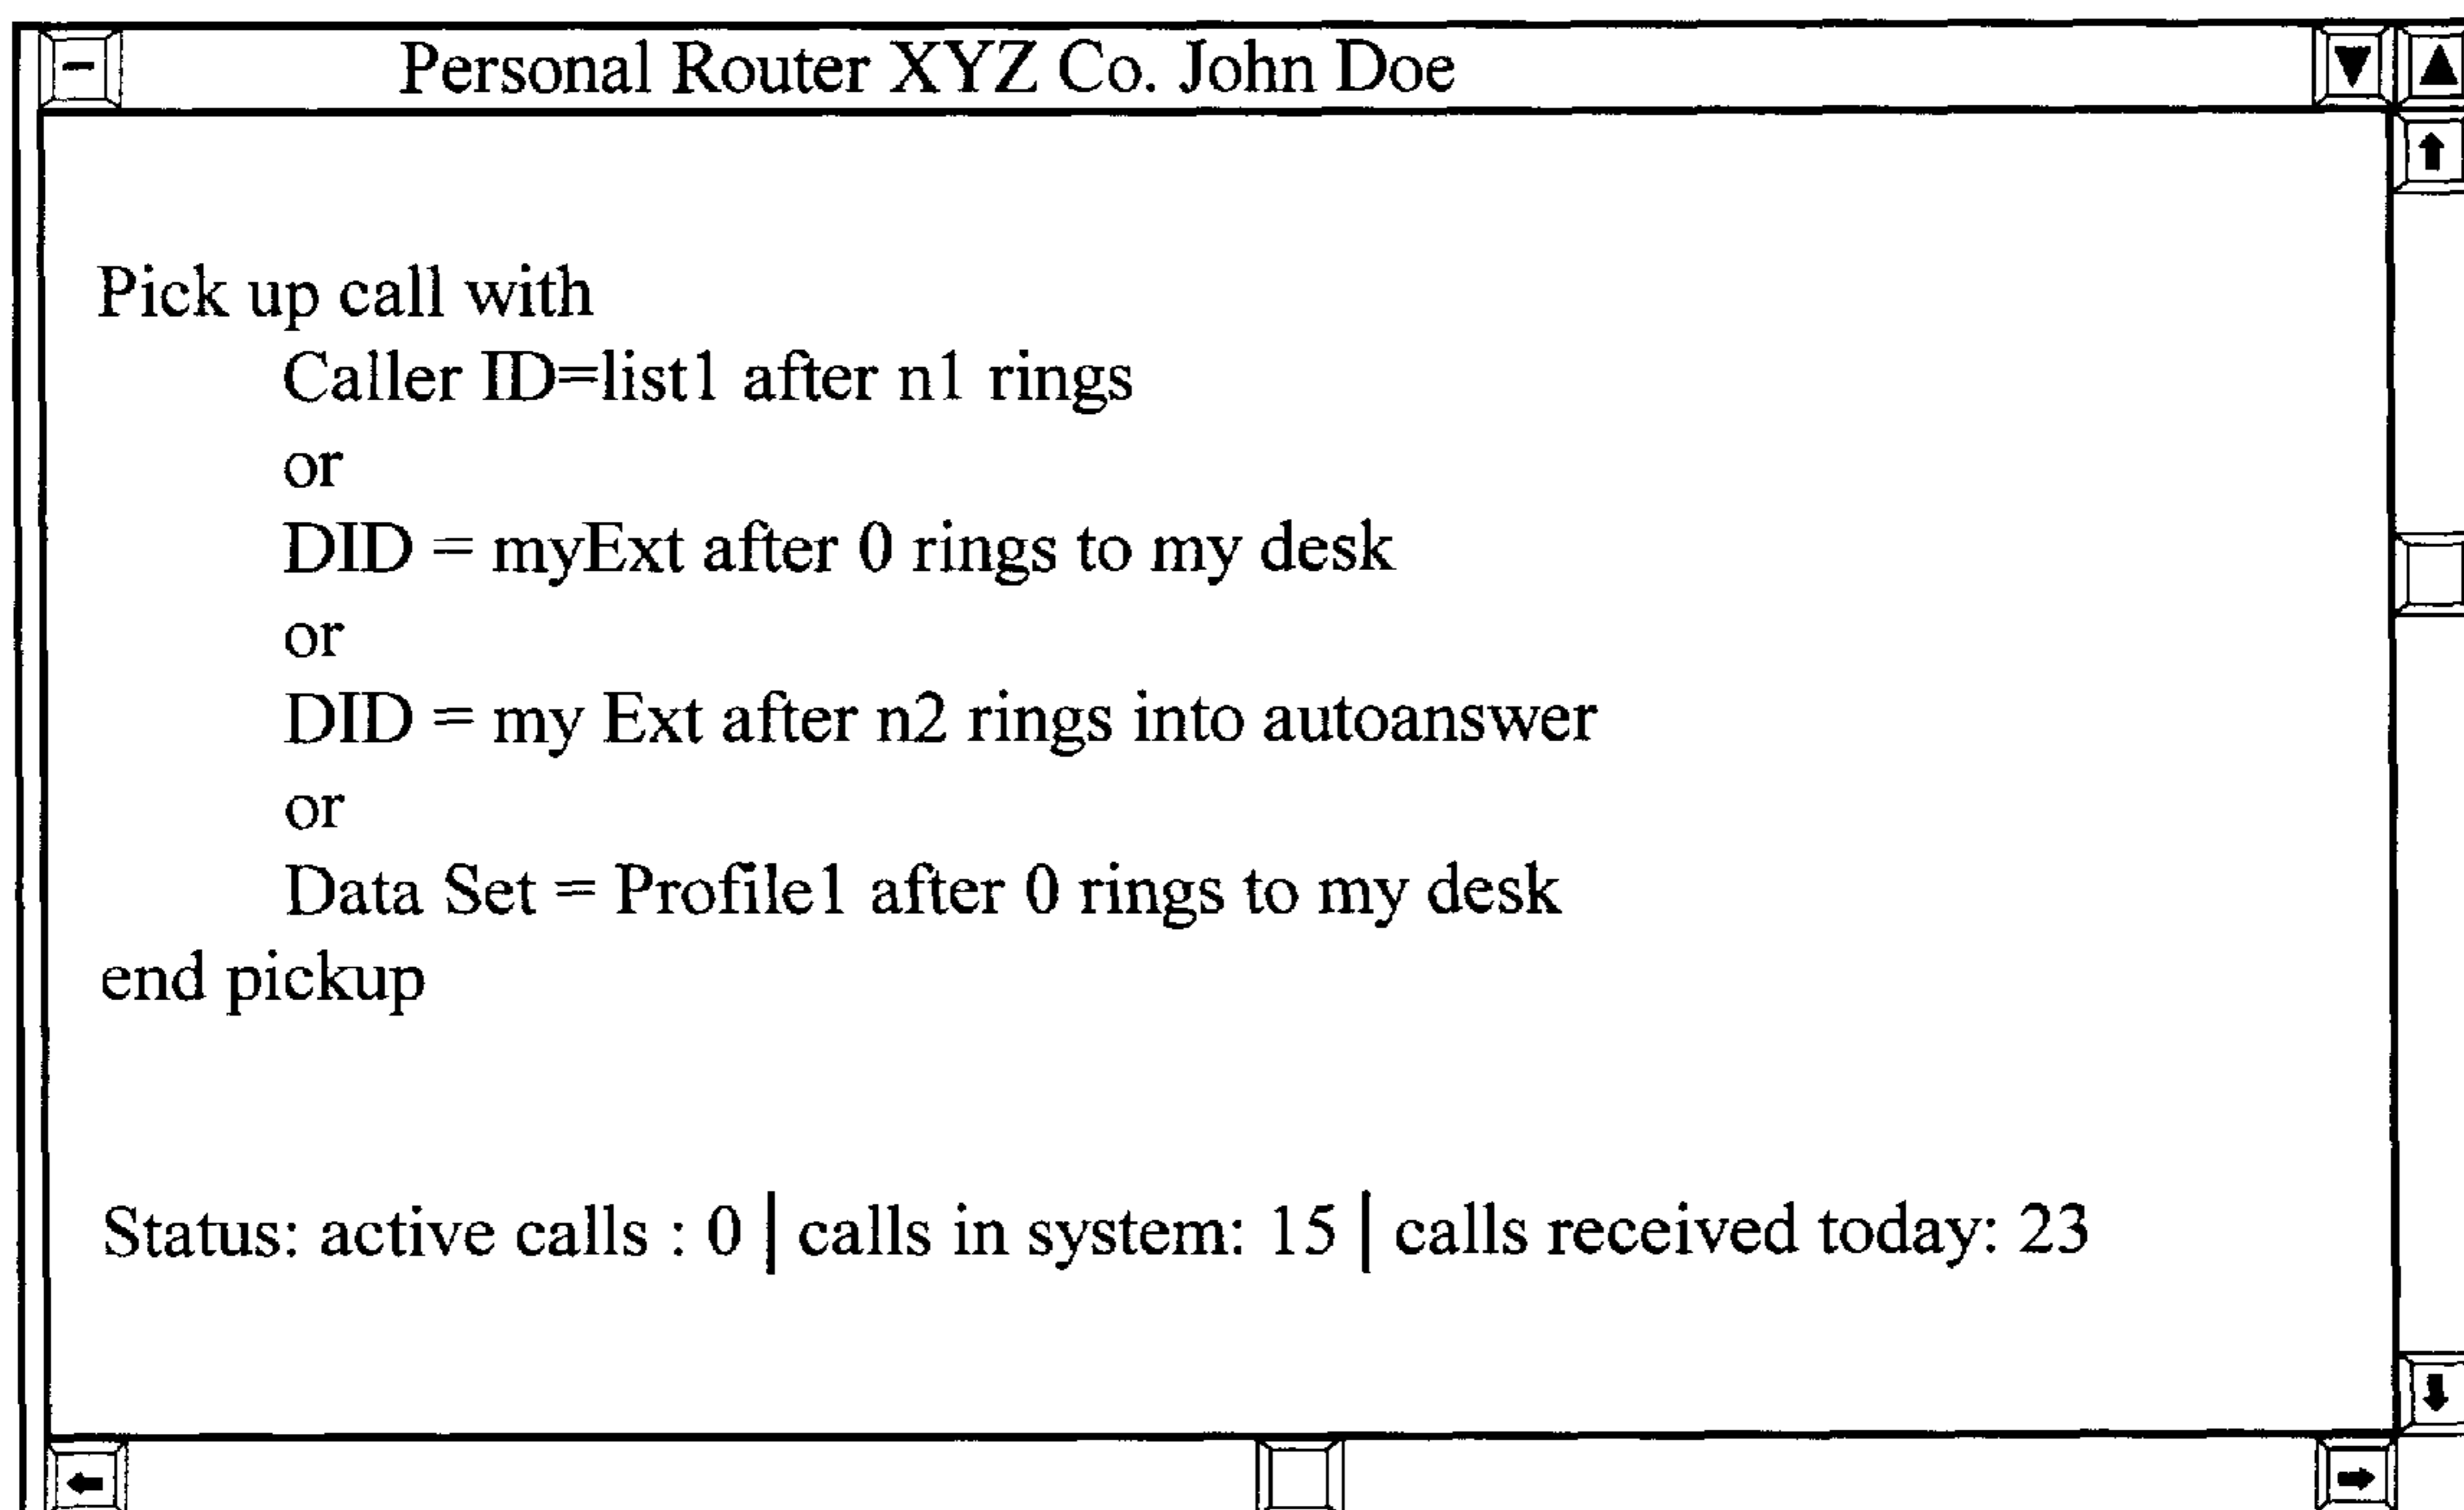 Personal Router XYZ Co. John Doe
Pick up call with
Caller ID=list1 after n1 rings
or
DID = myExt after 0 rings to my desk
or
DID = my Ext after n2 rings into autoanswer
or
Data Set = Profile1 after 0 rings to my desk
end pickup
Status: active calls : 0 | calls in system: 15 | calls received today: 23